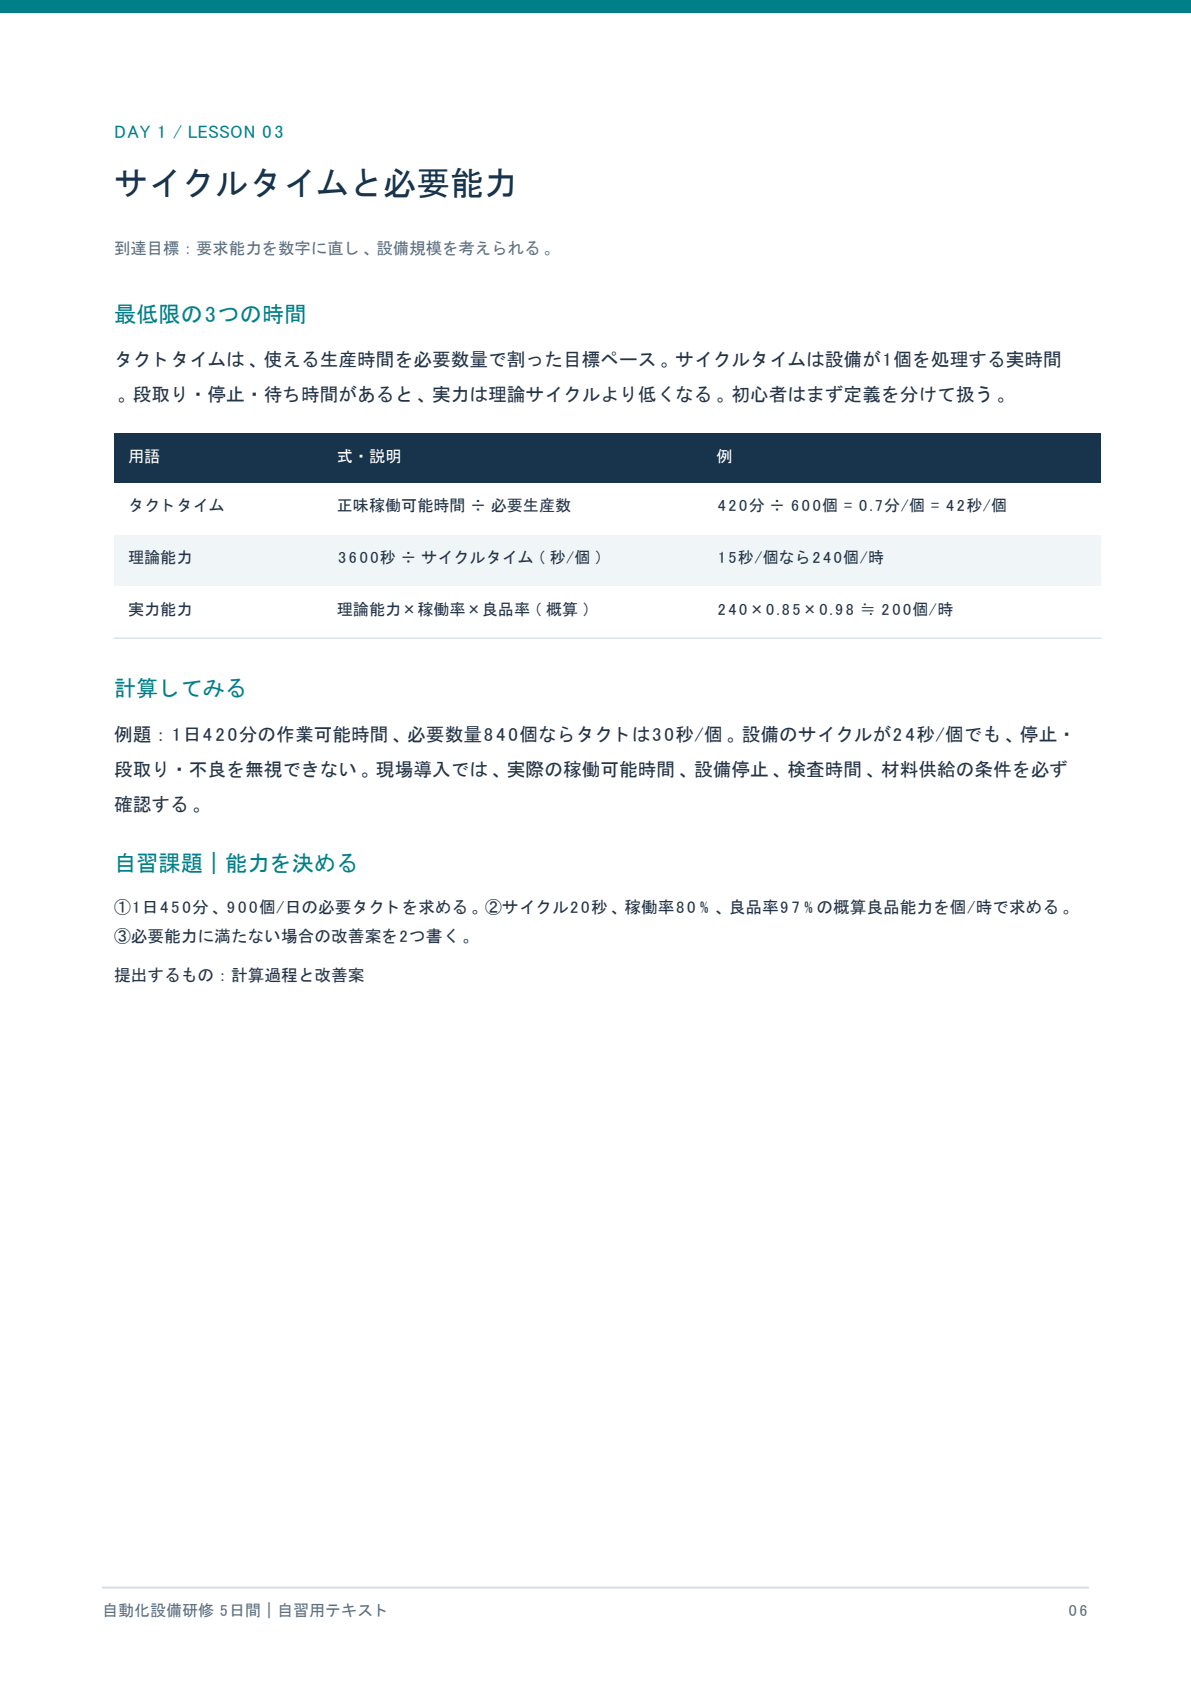 DAY 1 / LESSON 03
サイクルタイムと必要能力
到達目標：要求能力を数字に直し、設備規模を考えられる。
最低限の3つの時間
タクトタイムは、使える生産時間を必要数量で割った目標ペース。サイクルタイムは設備が1個を処理する実時間
。段取り・停止・待ち時間があると、実力は理論サイクルより低くなる。初心者はまず定義を分けて扱う。
用語 式・説明 例
タクトタイム 正味稼働可能時間 ÷ 必要生産数 420分 ÷ 600個 = 0.7分/個 = 42秒/個
理論能力 3600秒 ÷ サイクルタイム（秒/個） 15秒/個なら240個/時
実力能力 理論能力×稼働率×良品率（概算） 240×0.85×0.98 ≒ 200個/時
計算してみる
例題：1日420分の作業可能時間、必要数量840個ならタクトは30秒/個。設備のサイクルが24秒/個でも、停止・
段取り・不良を無視できない。現場導入では、実際の稼働可能時間、設備停止、検査時間、材料供給の条件を必ず
確認する。
自習課題｜能力を決める
①1日450分、900個/日の必要タクトを求める。②サイクル20秒、稼働率80%、良品率97%の概算良品能力を個/時で求める。
③必要能力に満たない場合の改善案を2つ書く。
提出するもの：計算過程と改善案
自動化設備研修 5日間｜自習用テキスト 06